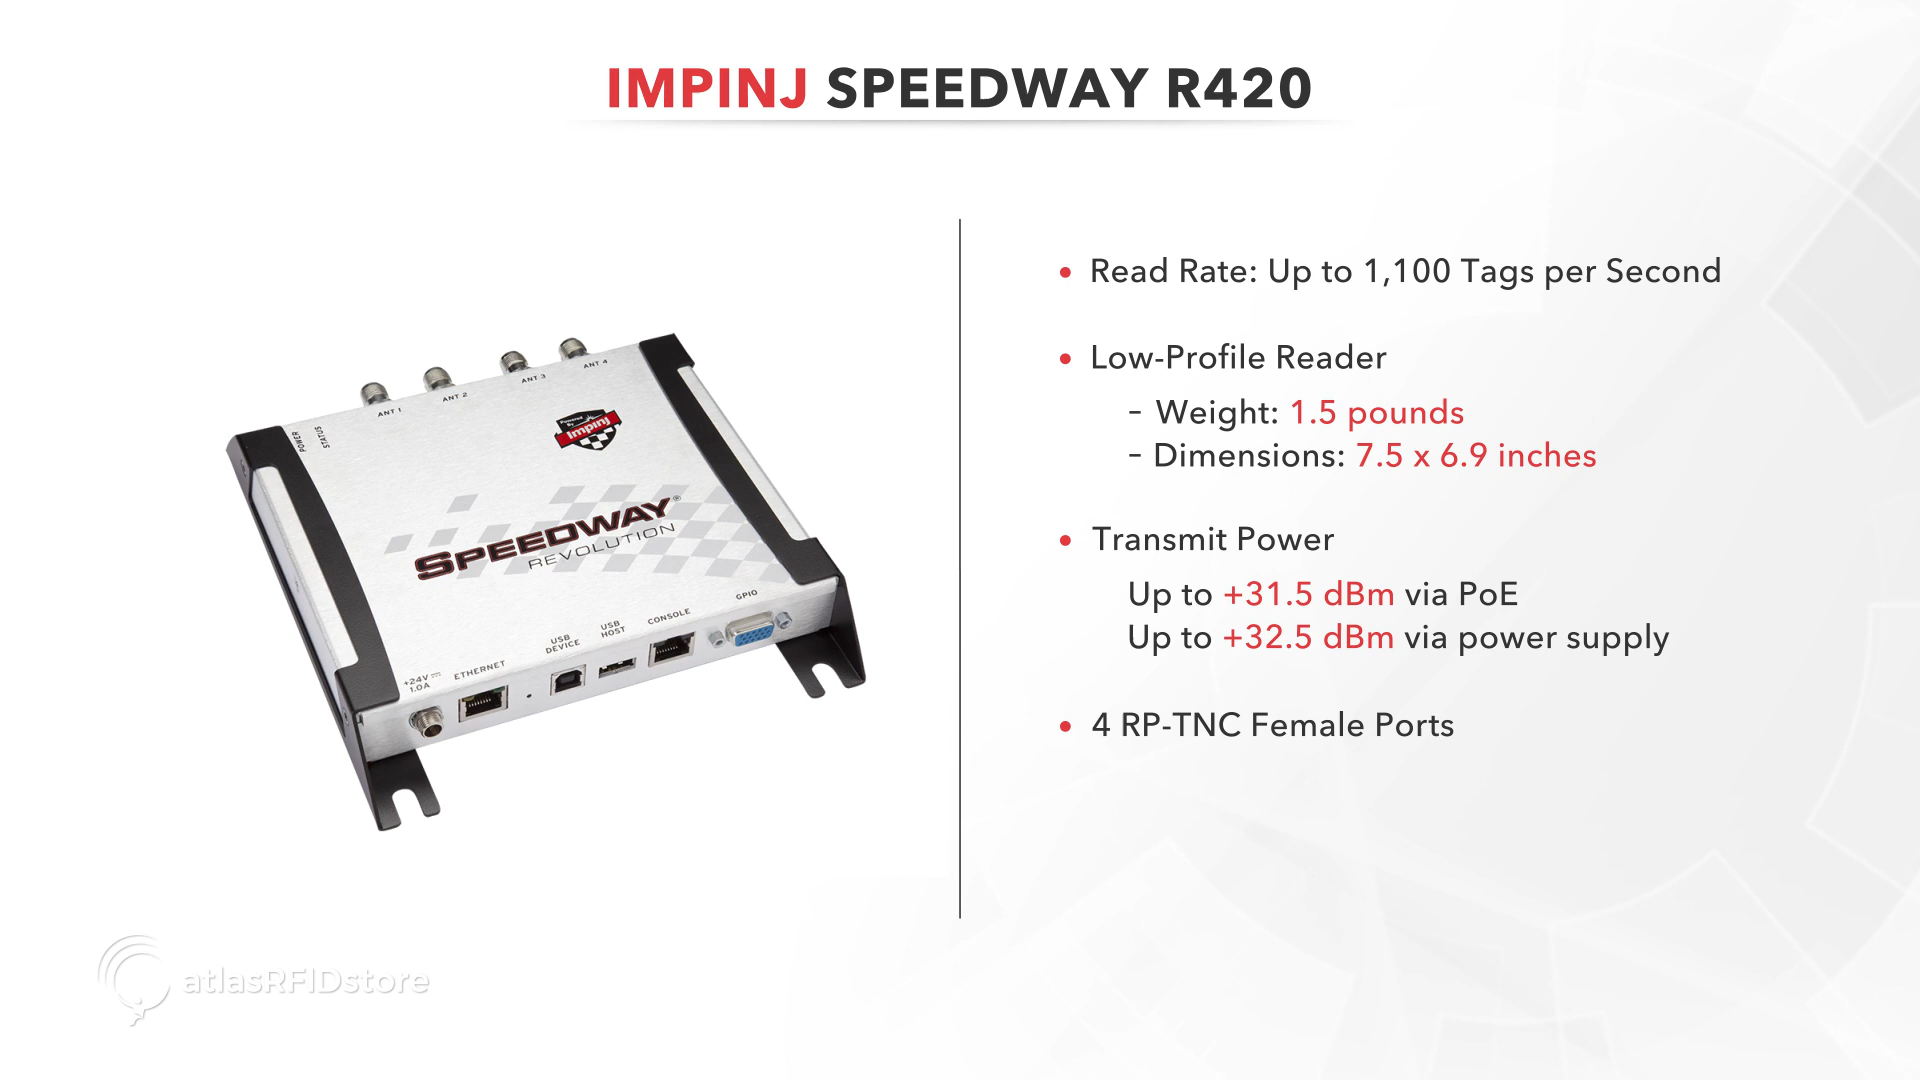 IMPINJ SPEEDWAY R420
• Read Rate: Up to 1,100 Tags per Second
• Low-Profile Reader
- Weight: 1.5 pounds
- Dimensions: 7.5 x 6.9 inches
• Transmit Power
Up to +31.5 dBm via PoE
Up to +32.5 dBm via power supply
• 4 RP-TNC Female Ports
ANT 1
ANT 2
ANT 3
ANT 4
POWER
STATUS
Powered
By
Impinj
SPEEDWAY®
REVOLUTION
+24V
1.0A
ETHERNET
USB
DEVICE
USB
HOST
CONSOLE
GPIO
atlasRFIDstore